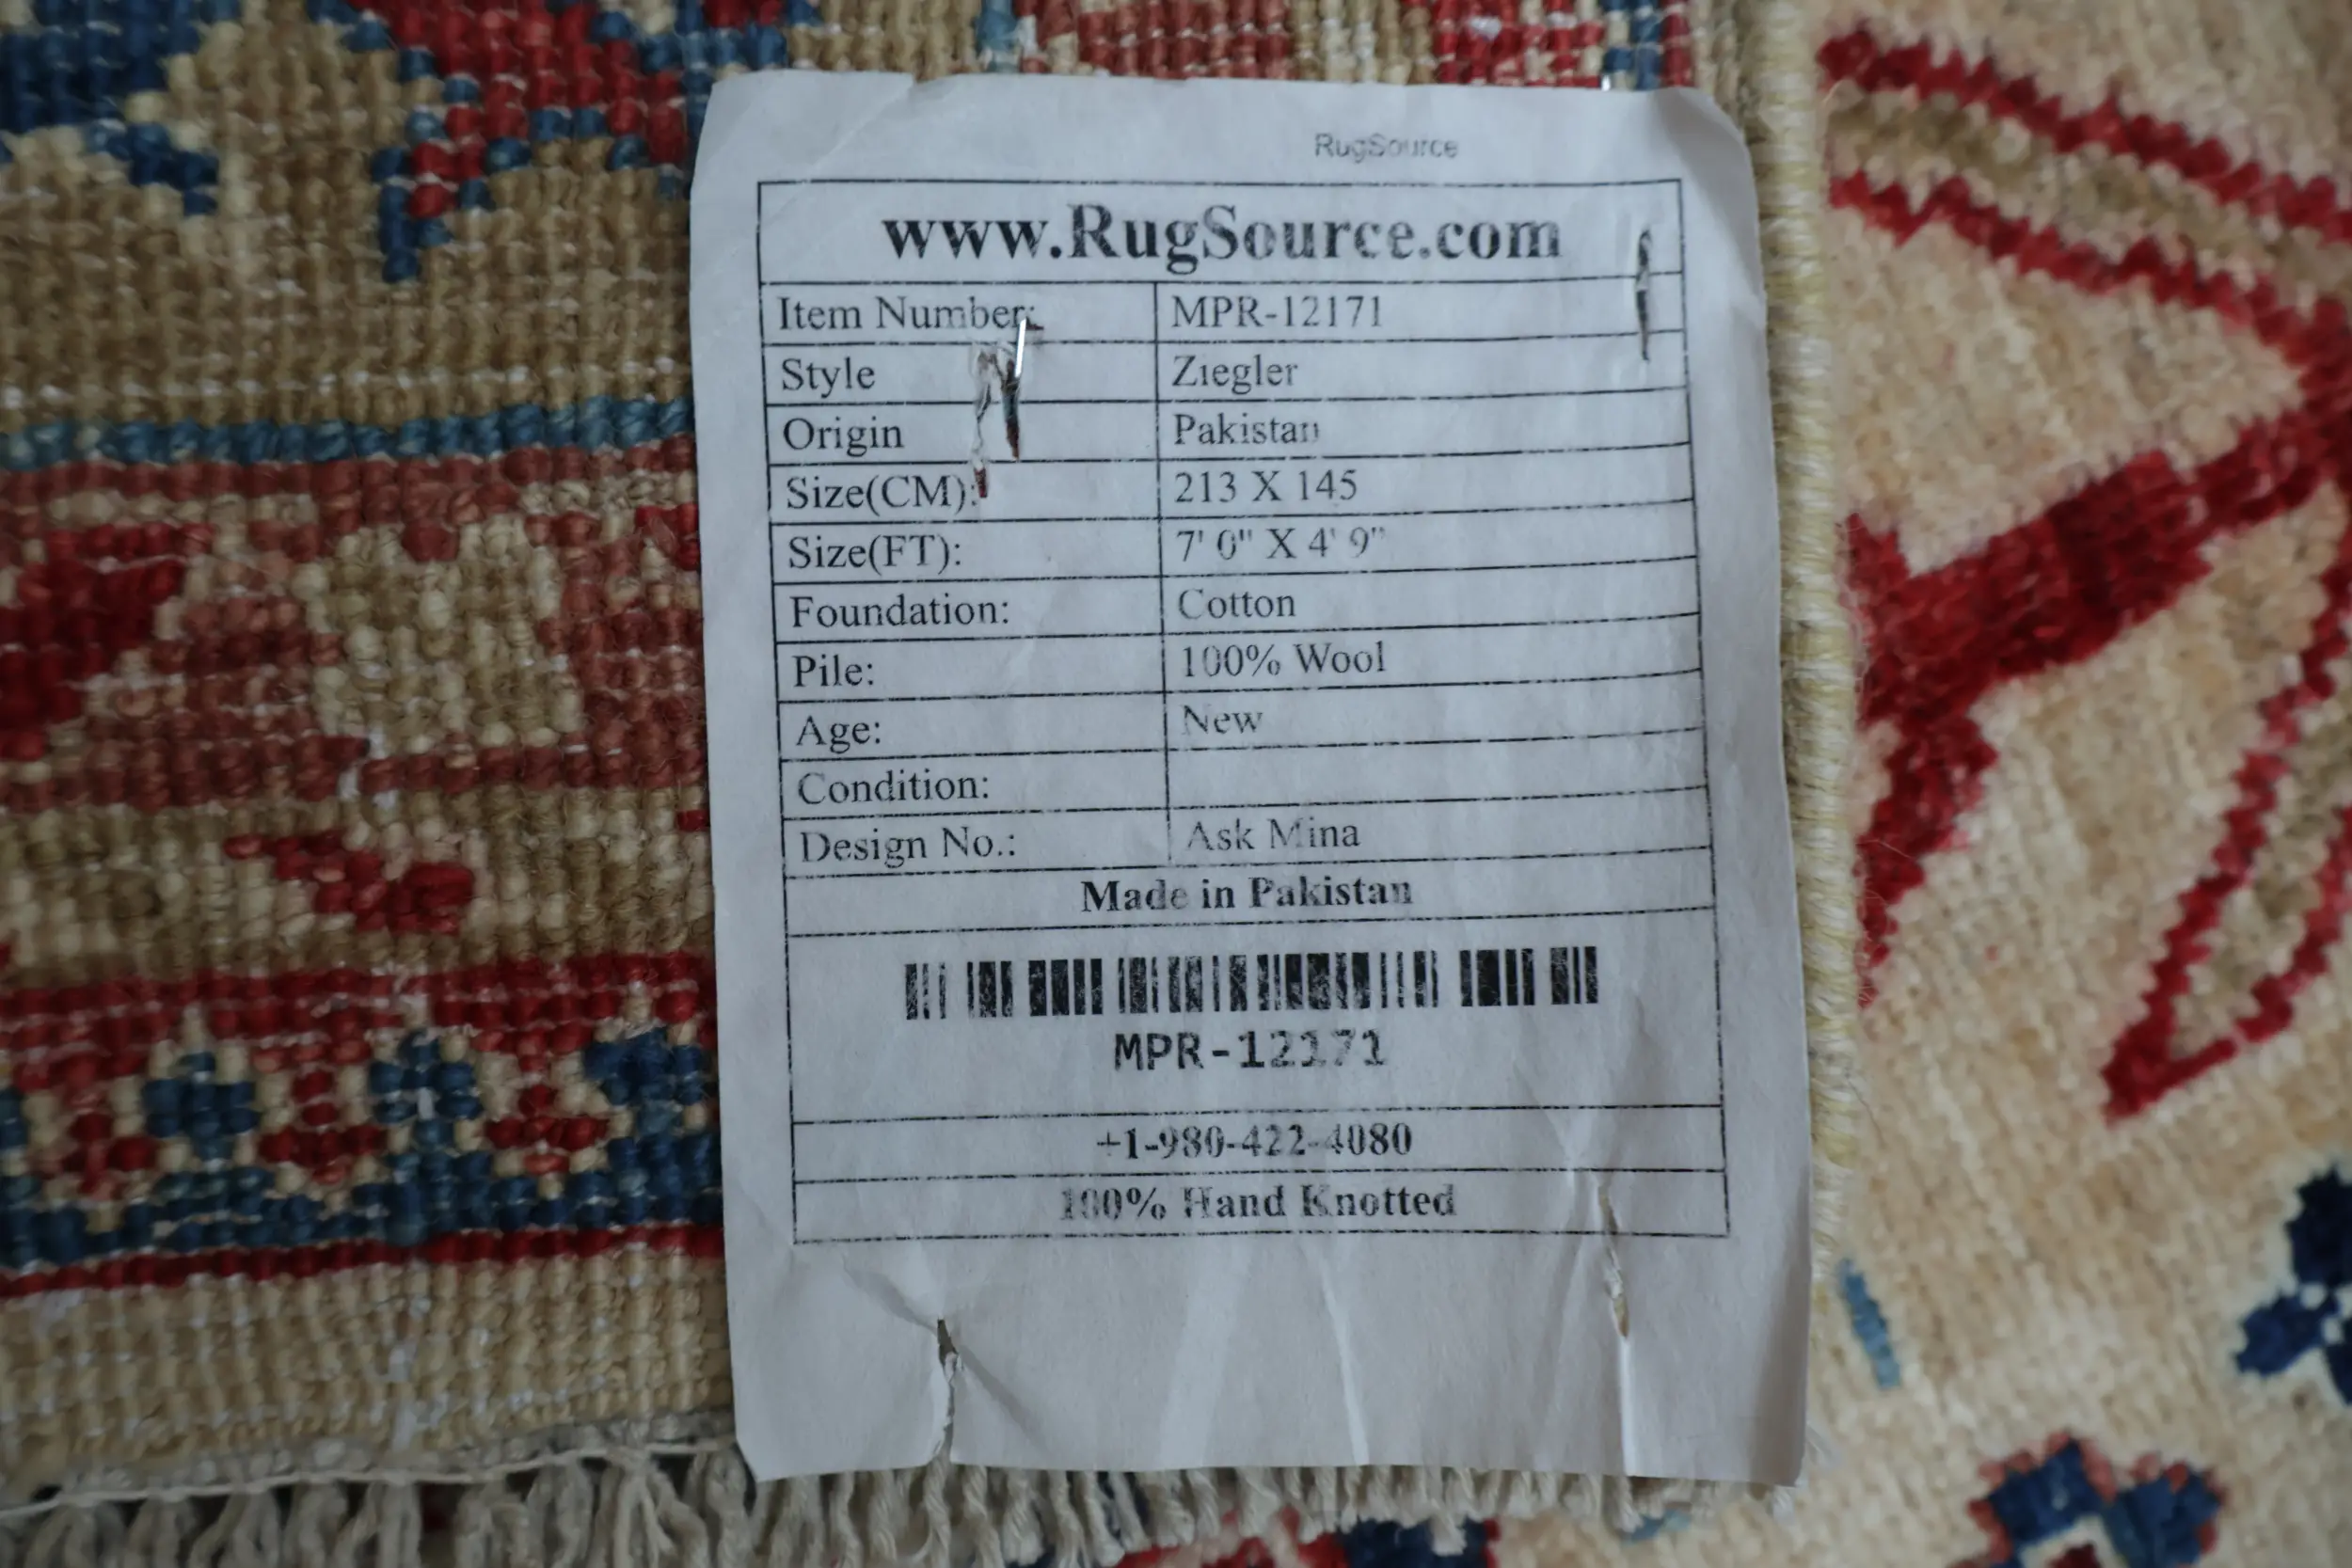 RugSource
www.RugSource.com
Item Number: MPR-12171
Style Ziegler
Origin Pakistan
Size(CM): 213 X 145
Size(FT): 7' 0" X 4' 9"
Foundation: Cotton
Pile: 100% Wool
Age: New
Condition:
Design No.: Ask Mina
Made in Pakistan
MPR-12171
+1-980-422-4080
100% Hand Knotted